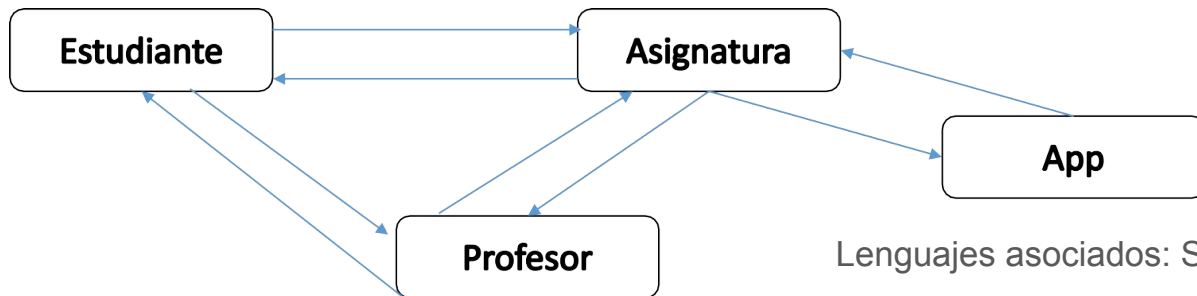 Estudiante
Asignatura
App
Profesor
Lenguajes asociados: S